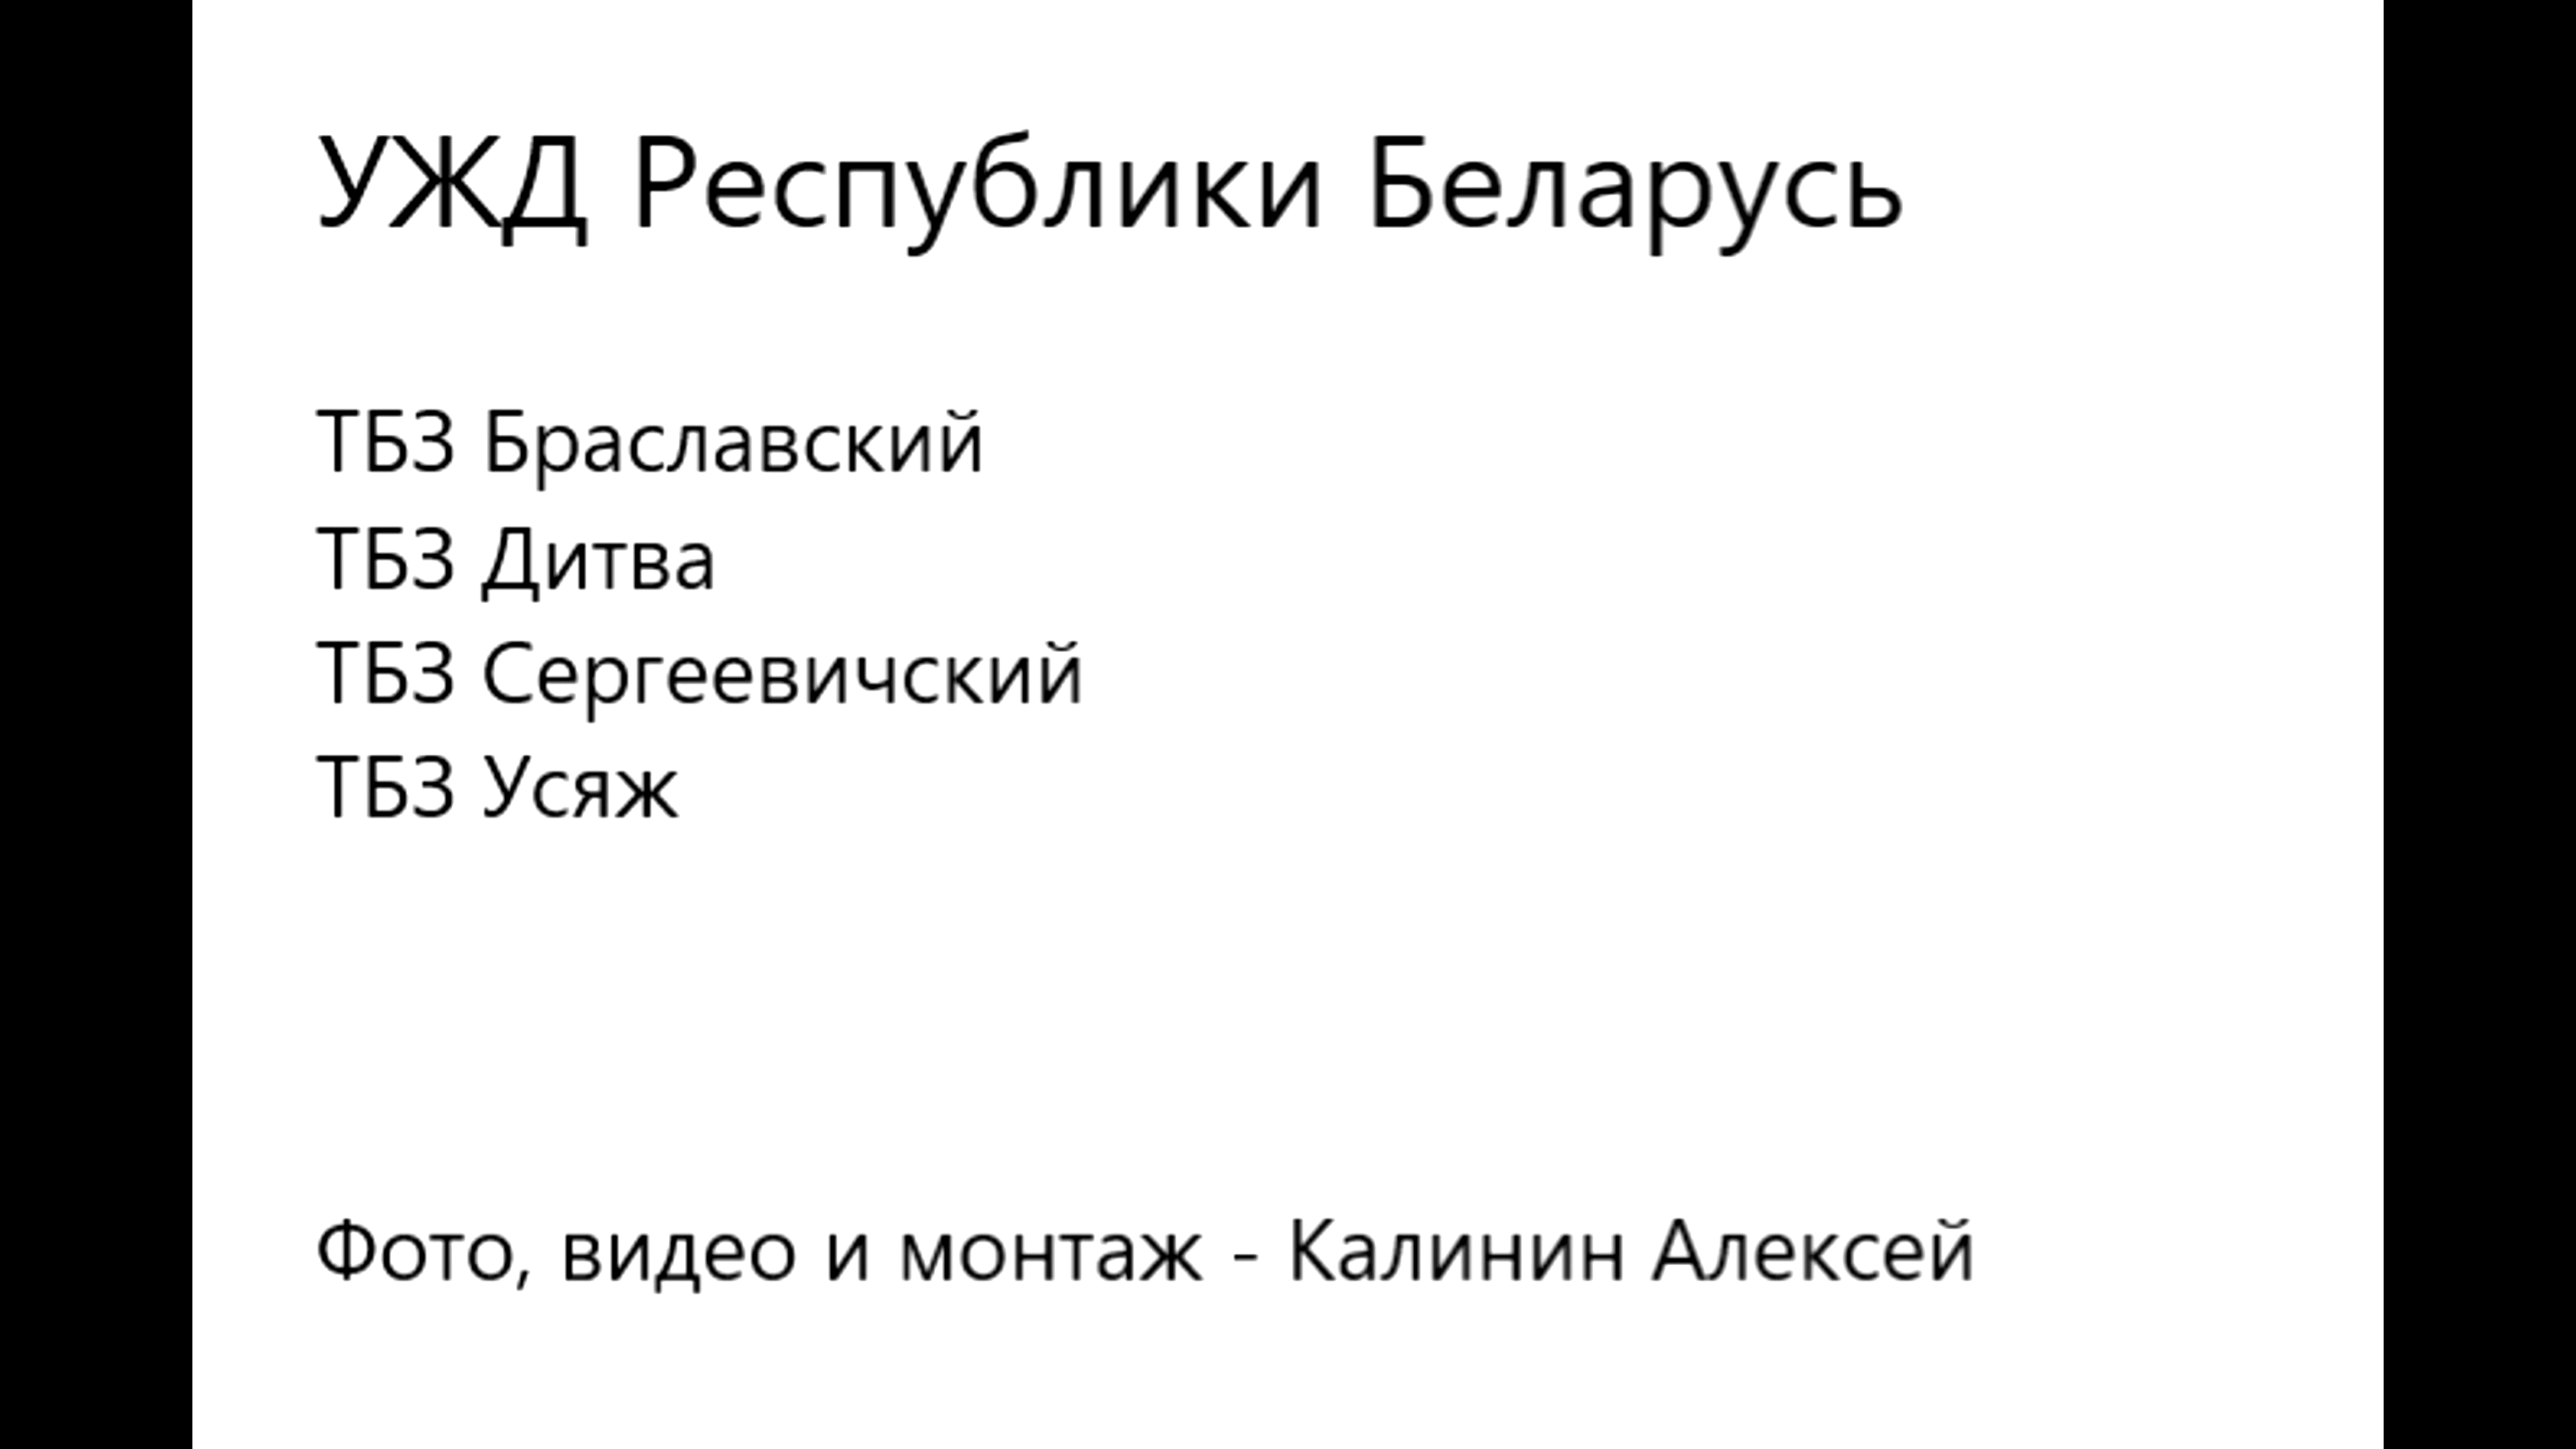 УЖД Республики Беларусь
ТБЗ Браславский
ТБЗ Дитва
ТБЗ Сергеевичский
ТБЗ Усяж
Фото, видео и монтаж - Калинин Алексей